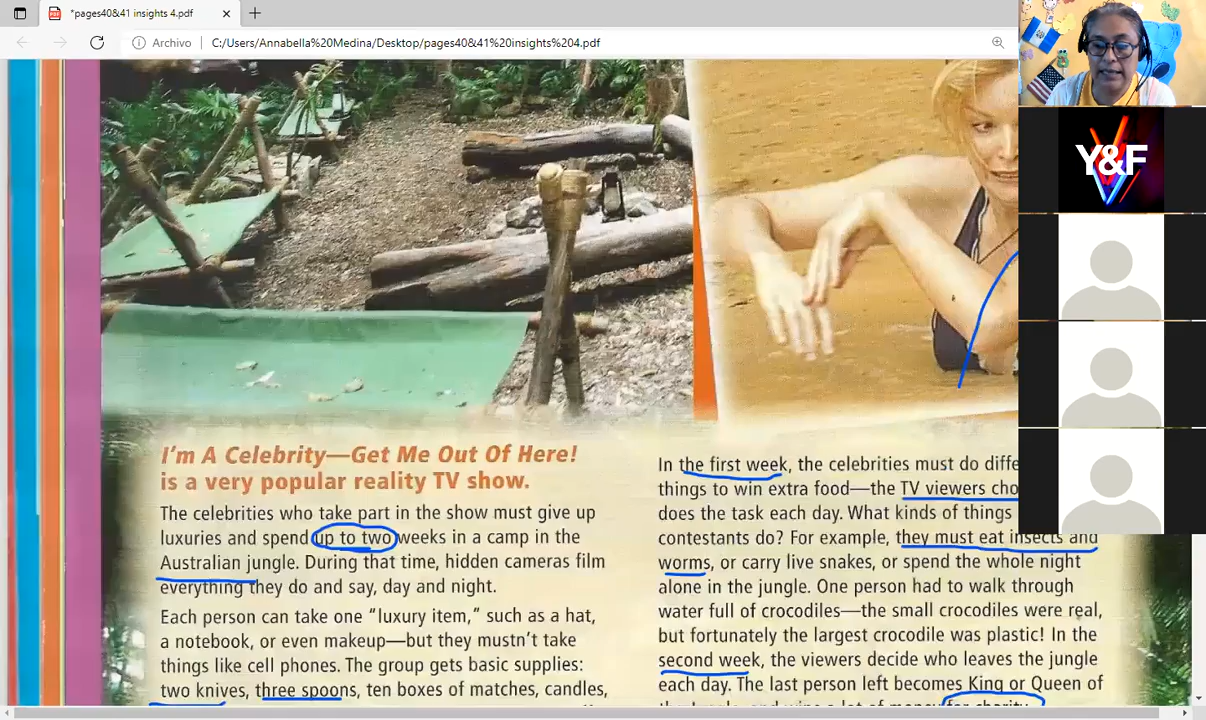 *pages40&41 insights 4.pdf
Archivo
C:/Users/Annabella%20Medina/Desktop/pages40&41%20insights%204.pdf
Y&F
I'm A Celebrity—Get Me Out Of Here!
is a very popular reality TV show.
The celebrities who take part in the show must give up
luxuries and spend up to two weeks in a camp in the
Australian jungle. During that time, hidden cameras film
everything they do and say, day and night.
Each person can take one “luxury item,” such as a hat,
a notebook, or even makeup—but they mustn't take
things like cell phones. The group gets basic supplies:
two knives, three spoons, ten boxes of matches, candles,
In the first week, the celebrities must do diffe
things to win extra food—the TV viewers cho
does the task each day. What kinds of things
contestants do? For example, they must eat insects and
worms, or carry live snakes, or spend the whole night
alone in the jungle. One person had to walk through
water full of crocodiles—the small crocodiles were real,
but fortunately the largest crocodile was plastic! In the
second week, the viewers decide who leaves the jungle
each day. The last person left becomes King or Queen of
for charity